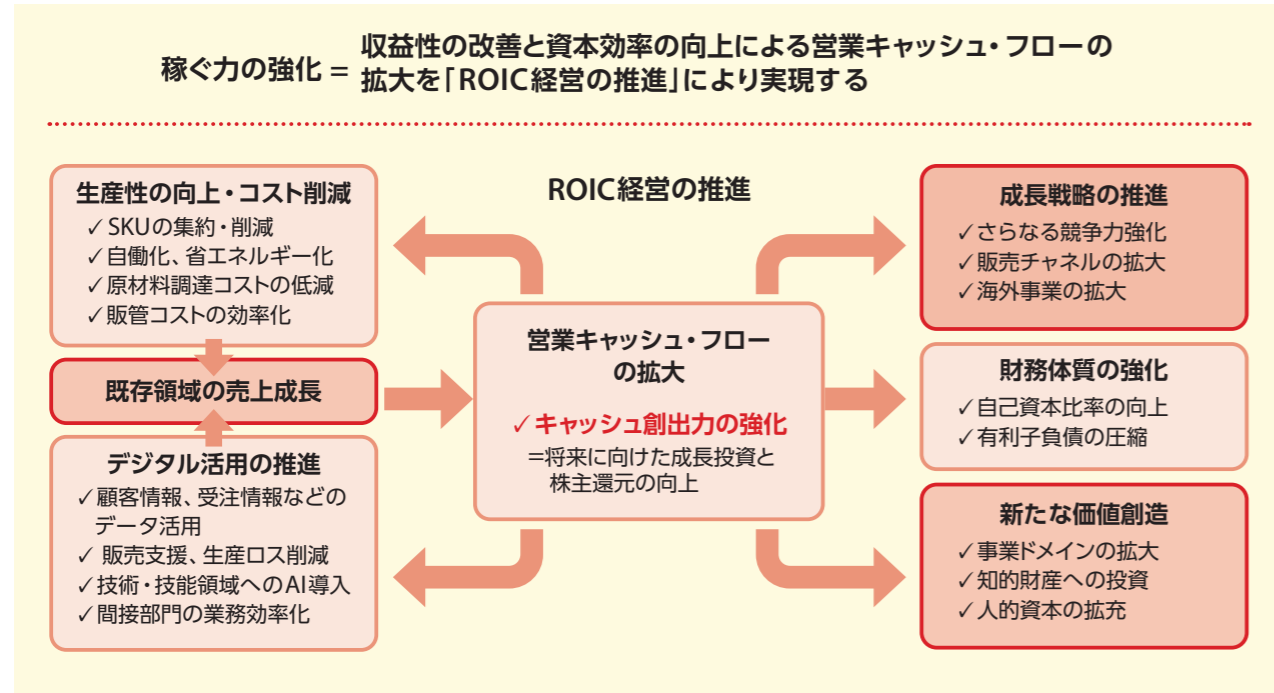 稼ぐ力の強化 = 収益性の改善と資本効率の向上による営業キャッシュ・フローの
拡大を「ROIC経営の推進」により実現する
生産性の向上・コスト削減
✓SKUの集約・削減
✓自働化、省エネルギー化
✓原材料調達コストの低減
✓販管コストの効率化
既存領域の売上成長
デジタル活用の推進
✓顧客情報、受注情報などの
データ活用
✓販売支援、生産ロス削減
✓技術・技能領域へのAI導入
✓間接部門の業務効率化
ROIC経営の推進
営業キャッシュ・フロー
の拡大
✓キャッシュ創出力の強化
=将来に向けた成長投資と
株主還元の向上
成長戦略の推進
✓さらなる競争力強化
✓販売チャネルの拡大
✓海外事業の拡大
財務体質の強化
✓自己資本比率の向上
✓有利子負債の圧縮
新たな価値創造
✓事業ドメインの拡大
✓知的財産への投資
✓人的資本の拡充